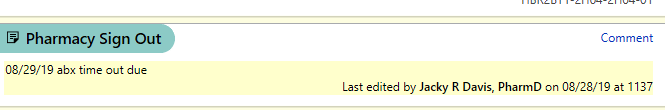 Pharmacy Sign Out
Comment
08/29/19 abx time out due
Last edited by Jacky R Davis, PharmD on 08/28/19 at 1137